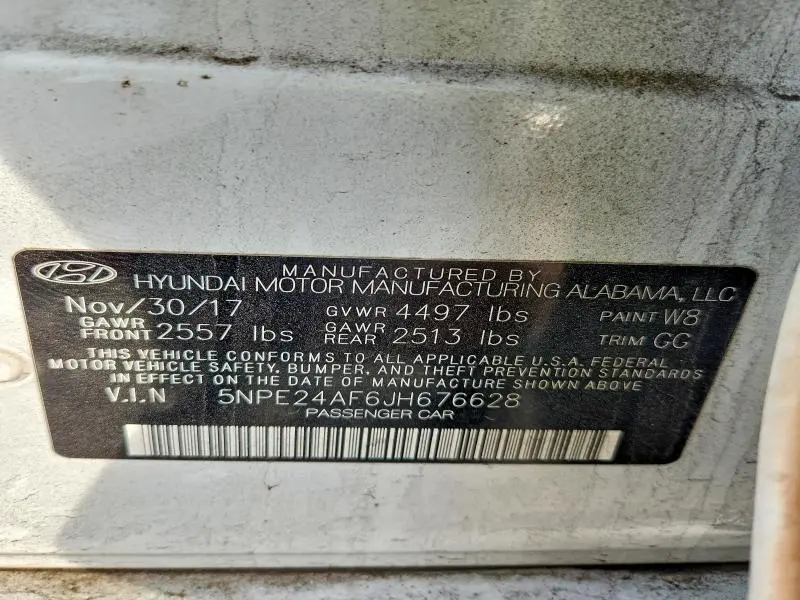 MANUFACTURED BY
HYUNDAI MOTOR MANUFACTURING ALABAMA, LLC
Nov/30/17 GVWR 4497 lbs PAINT W8
GAWR FRONT 2557 lbs GAWR REAR 2513 lbs TRIM GG
THIS VEHICLE CONFORMS TO ALL APPLICABLE U.S.A. FEDERAL
MOTOR VEHICLE SAFETY, BUMPER, AND THEFT PREVENTION STANDARDS
IN EFFECT ON THE DATE OF MANUFACTURE SHOWN ABOVE
V.I.N 5NPE24AF6JH676628
PASSENGER CAR